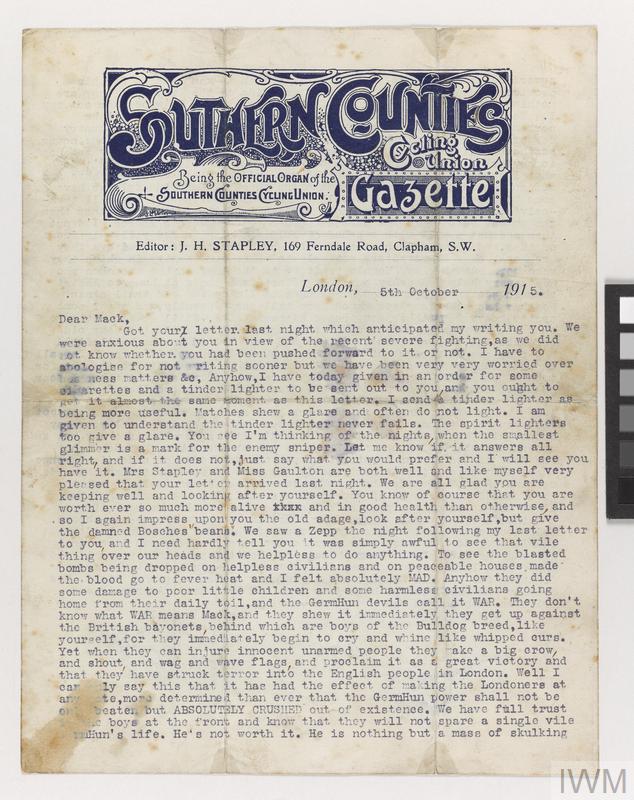 SOUTHERN COUNTIES
Cycling
Union
Being the OFFICIAL ORGAN of the
SOUTHERN COUNTIES CYCLING UNION.
Gazette
Editor: J. H. STAPLEY, 169 Ferndale Road, Clapham, S.W.
London, 5th October 1915.
Dear Mack,
Got your letter last night which anticipated my writing you. We
were anxious about you in view of the recent severe fighting,as we did
not know whether you had been pushed forward to it or not. I have to
apologise for not writing sooner but we have been very very worried over
ness matters &c. Anyhow,I have today given in an order for some
cigarettes and a tinder lighter to be sent out to you,and you ought to
get it almost the same moment as this letter. I send a tinder lighter as
being more useful. Matches shew a glare and often do not light. I am
given to understand the tinder lighter never fails. The spirit lighters
too give a glare. You see I'm thinking of the nights,when the smallest
glimmer is a mark for the enemy sniper. Let me know if it answers all
right,and if it does not,just say what you would prefer and I will see you
have it. Mrs Stapley and Miss Gaulton are both well and like myself very
pleased that your letter arrived last night. We are all glad you are
keeping well and looking after yourself. You know of course that you are
worth ever so much more alive xxxx and in good health than otherwise,and
so I again impress upon you the old adage,look after yourself,but give
the damned Bosches beans. We saw a Zepp the night following my last letter
to you,and I need hardly tell you it was simply awful to see that vile
thing over our heads and we helpless to do anything. To see the blasted
bombs being dropped on helpless civilians and on peaceable houses made
the blood go to fever heat and I felt absolutely MAD. Anyhow they did
some damage to poor little children and some harmless civilians going
home from their daily toil,and the GermHun devils call it WAR. They don't
know what WAR means Mack,and they shew it immediately they get up against
the British bayonets,behind which are boys of the Bulldog breed,like
yourself,for they immediately begin to cry and whine like whipped curs.
Yet when they can injure innocent unarmed people they make a big crow,
and shout,and wag and wave flags,and proclaim it as a great victory and
that they have struck terror into the English people in London. Well I
can only say this that it has had the effect of making the Londoners at
any rate,more determined than ever that the GermHun power shall not be
only beaten but ABSOLUTELY CRUSHED out of existence. We have full trust
boys at the front and know that they will not spare a single vile
GermHun's life. He's not worth it. He is nothing but a mass of skulking
IWM